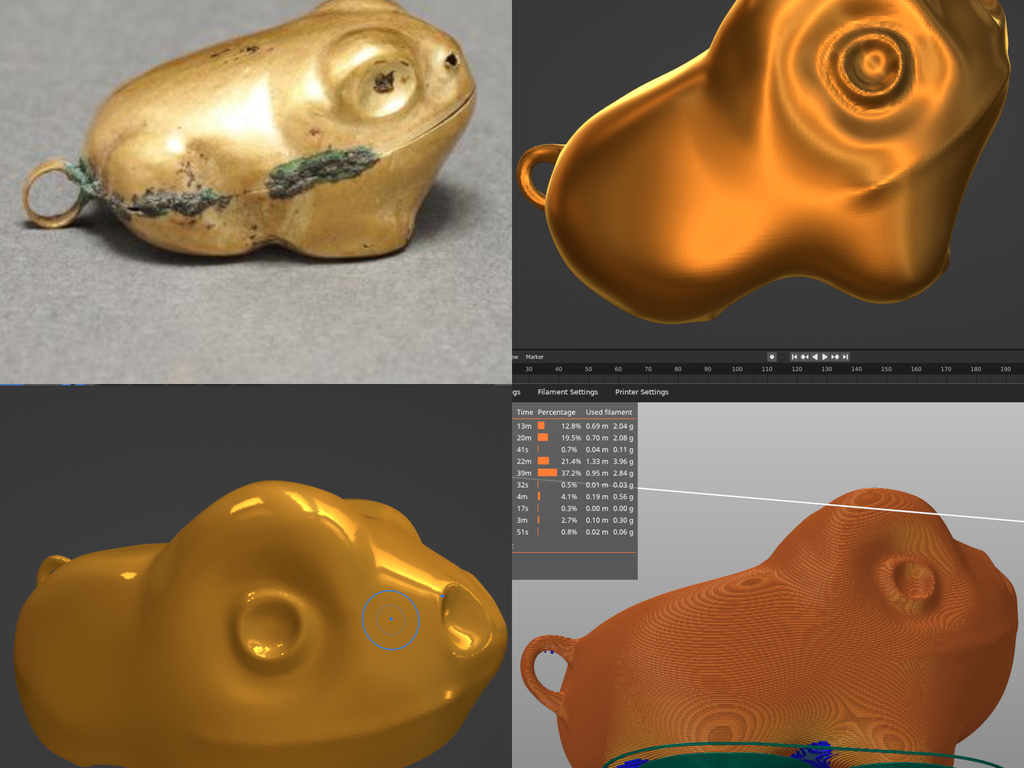 Marker
30 40 50 60 70 80 90 100 110 120 130 140 150 160 170 180 190
Filament Settings Printer Settings
Time Percentage Used filament
13m 12.8% 0.69 m 2.04 g
20m 19.5% 0.70 m 2.08 g
41s 0.7% 0.04 m 0.11 g
22m 21.4% 1.33 m 3.96 g
39m 37.2% 0.95 m 2.84 g
32s 0.5% 0.01 m 0.03 g
4m 4.1% 0.19 m 0.56 g
17s 0.3% 0.00 m 0.00 g
3m 2.7% 0.10 m 0.30 g
51s 0.8% 0.02 m 0.06 g